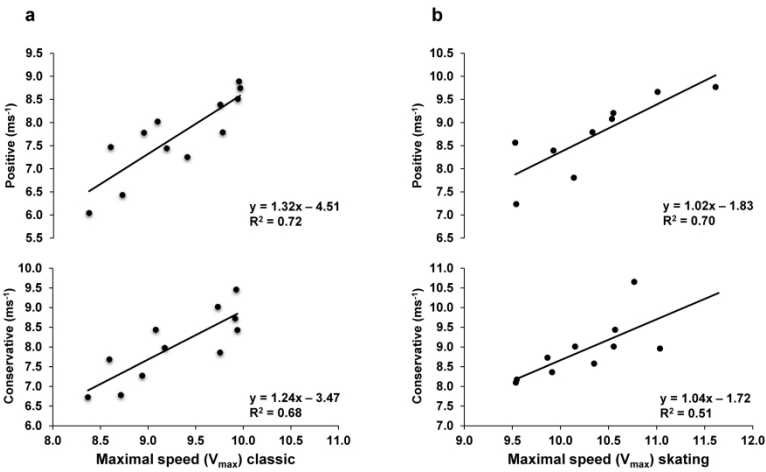 a
9.5
9.0
8.5
8.0
7.5
7.0
6.5
6.0
5.5
Positive (ms-1)
y = 1.32x – 4.51
R2 = 0.72
10.0
9.5
9.0
8.5
8.0
7.5
7.0
6.5
6.0
Conservative (ms-1)
y = 1.24x – 3.47
R2 = 0.68
8.0 8.5 9.0 9.5 10.0 10.5 11.0
Maximal speed (Vmax) classic
b
10.5
10.0
9.5
9.0
8.5
8.0
7.5
7.0
6.5
Positive (ms-1)
y = 1.02x – 1.83
R2 = 0.70
11.0
10.5
10.0
9.5
9.0
8.5
8.0
7.5
7.0
Conservative (ms-1)
y = 1.04x – 1.72
R2 = 0.51
9.0 9.5 10.0 10.5 11.0 11.5 12.0
Maximal speed (Vmax) skating